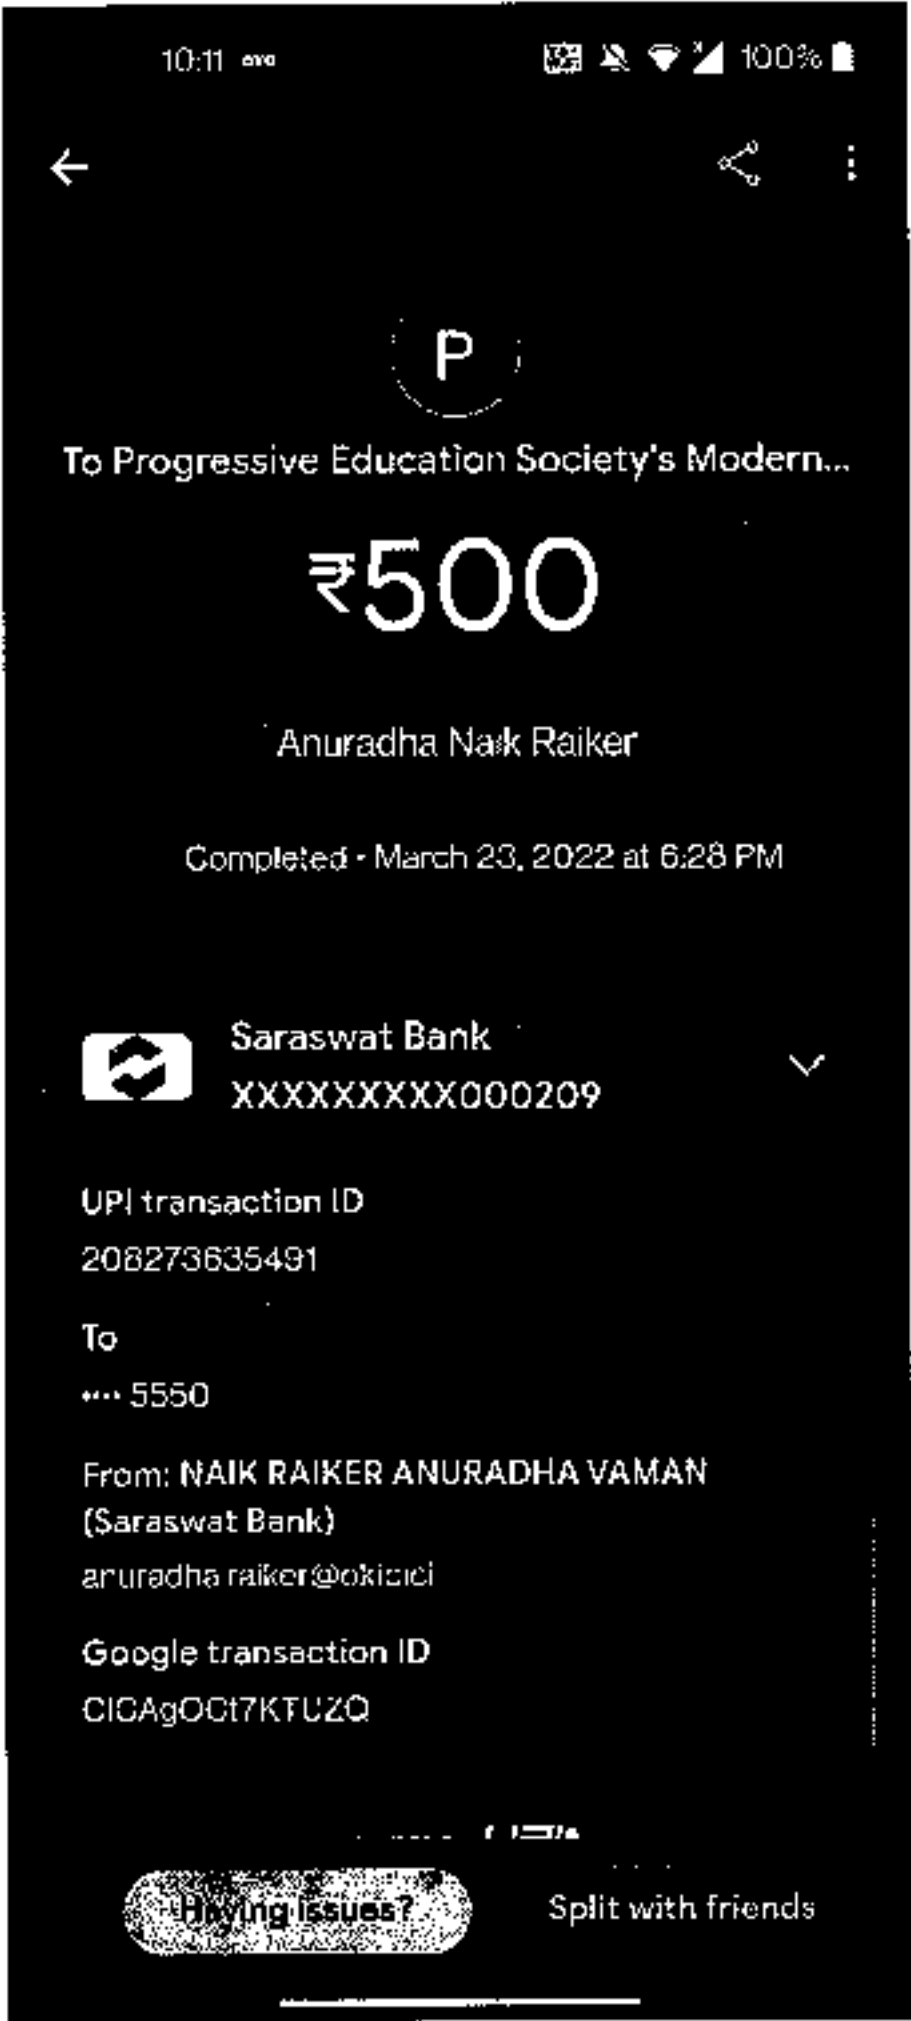 10:11
100%
P
To Progressive Education Society's Modern...
₹500
Anuradha Naik Raiker
Completed • March 23, 2022 at 6:28 PM
Saraswat Bank
XXXXXXXXX000209
UPI transaction ID
208273635491
To
•••• 5550
From: NAIK RAIKER ANURADHA VAMAN
(Saraswat Bank)
anuradha raiker@okicici
Google transaction ID
Having issues?
Split with friends